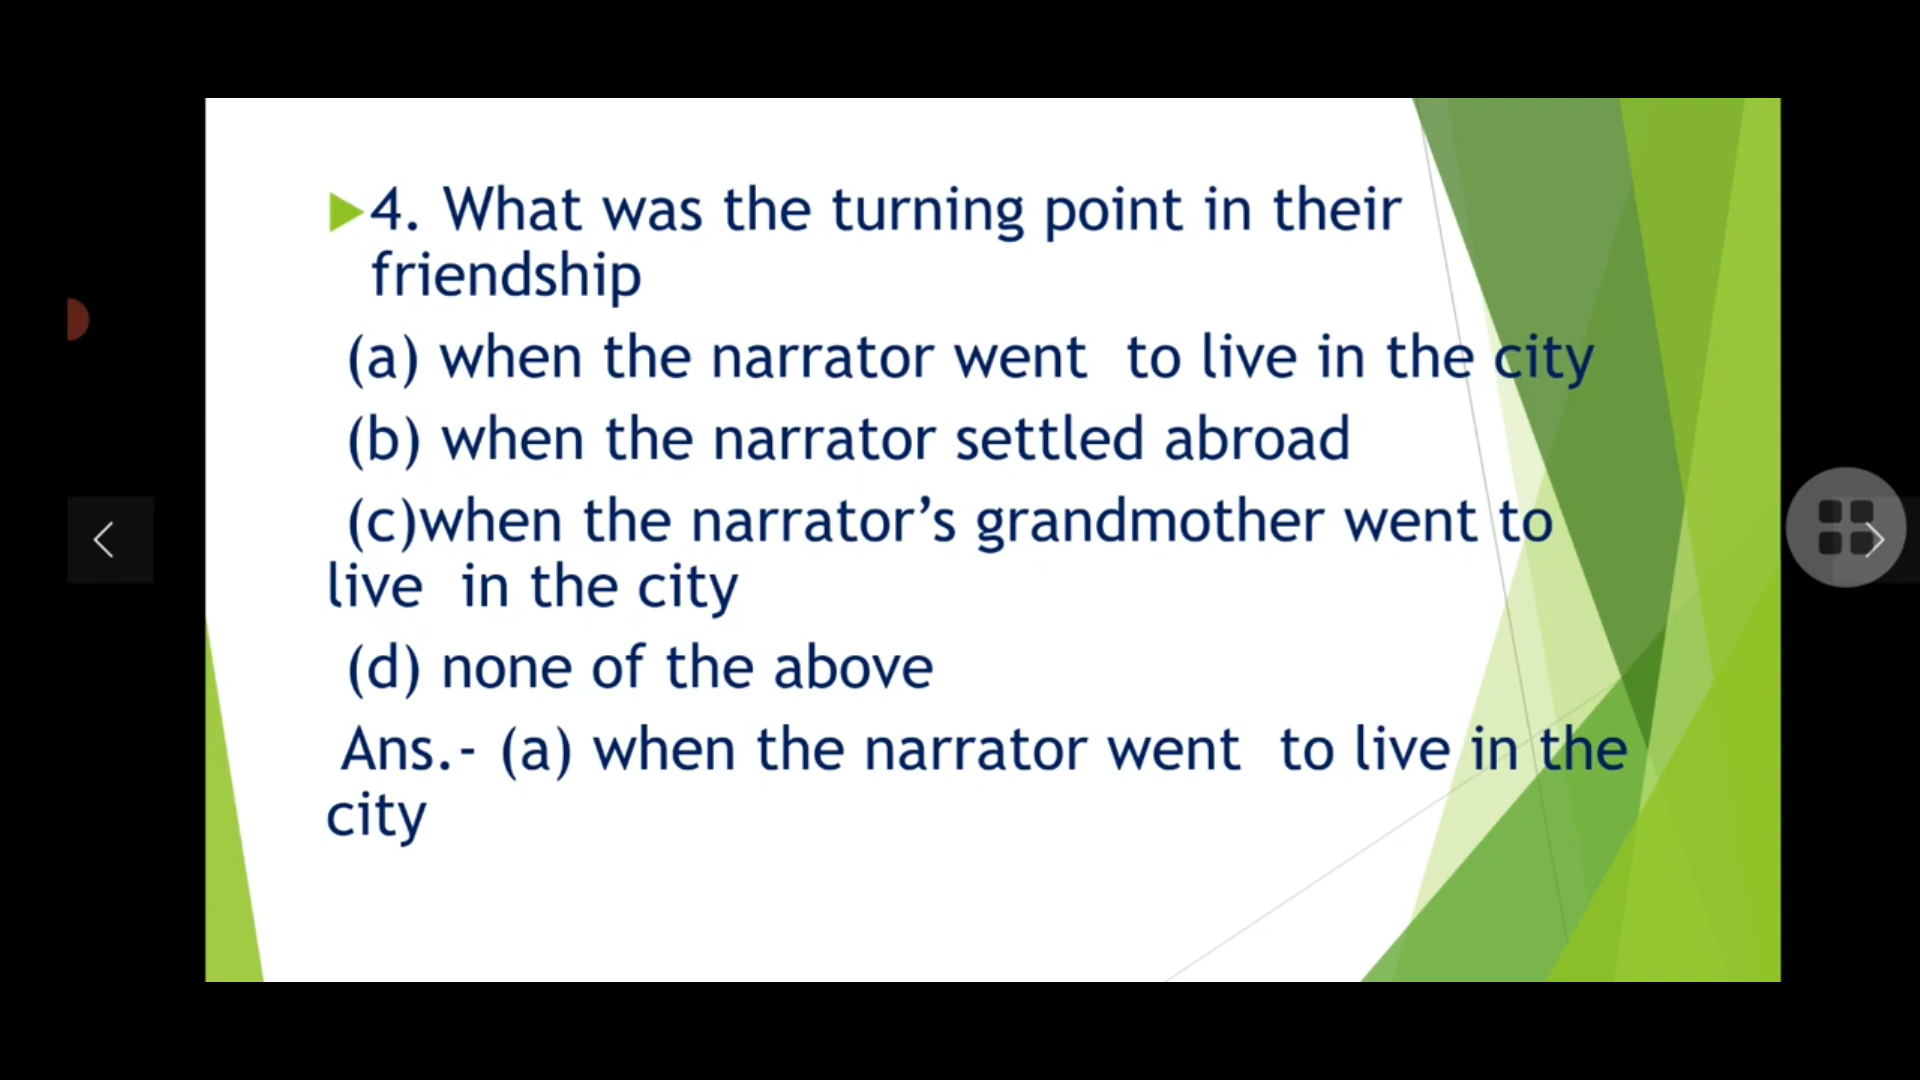 4. What was the turning point in their
friendship
(a) when the narrator went  to live in the city
(b) when the narrator settled abroad
(c)when the narrator’s grandmother went to
live  in the city
(d) none of the above
Ans.- (a) when the narrator went  to live in the
city